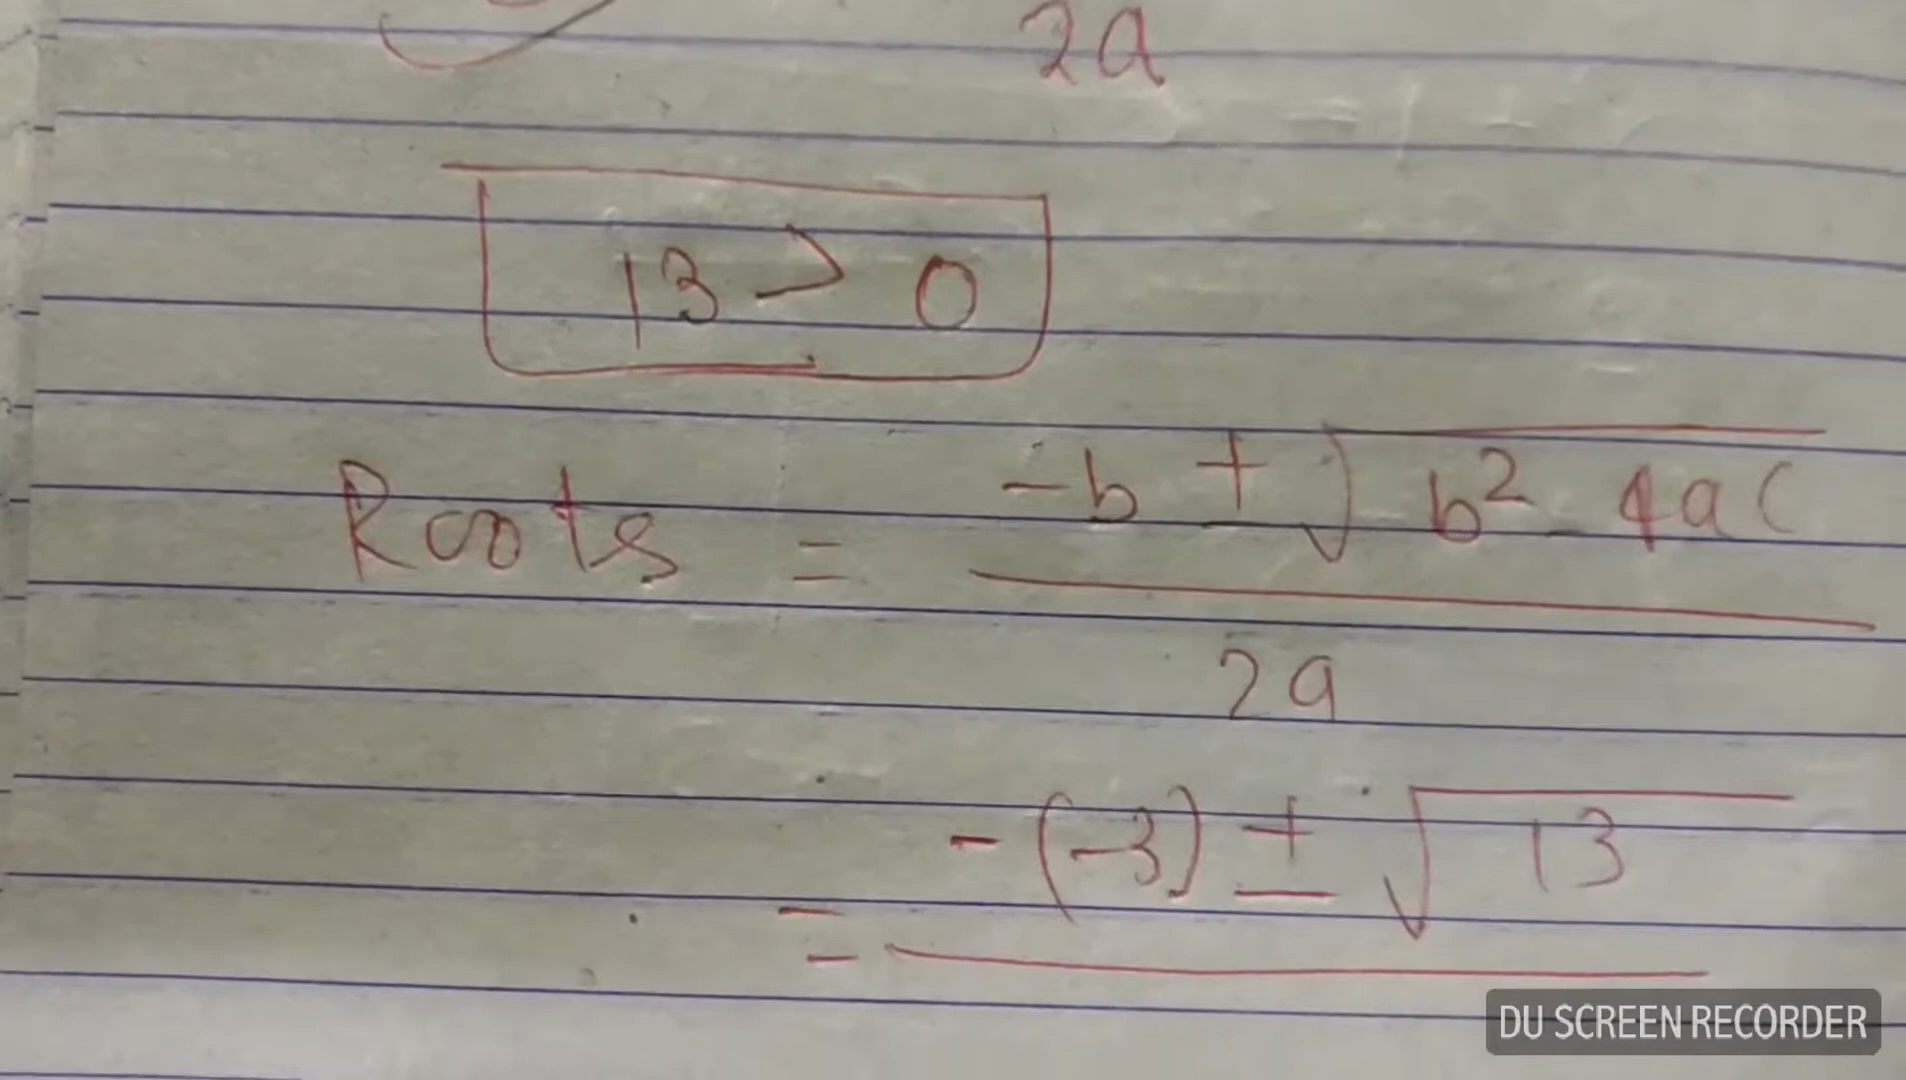 2a
13 > 0
Roots = -b ± √b² - 4ac
2a
= -(-3) ± √13
DU SCREEN RECORDER